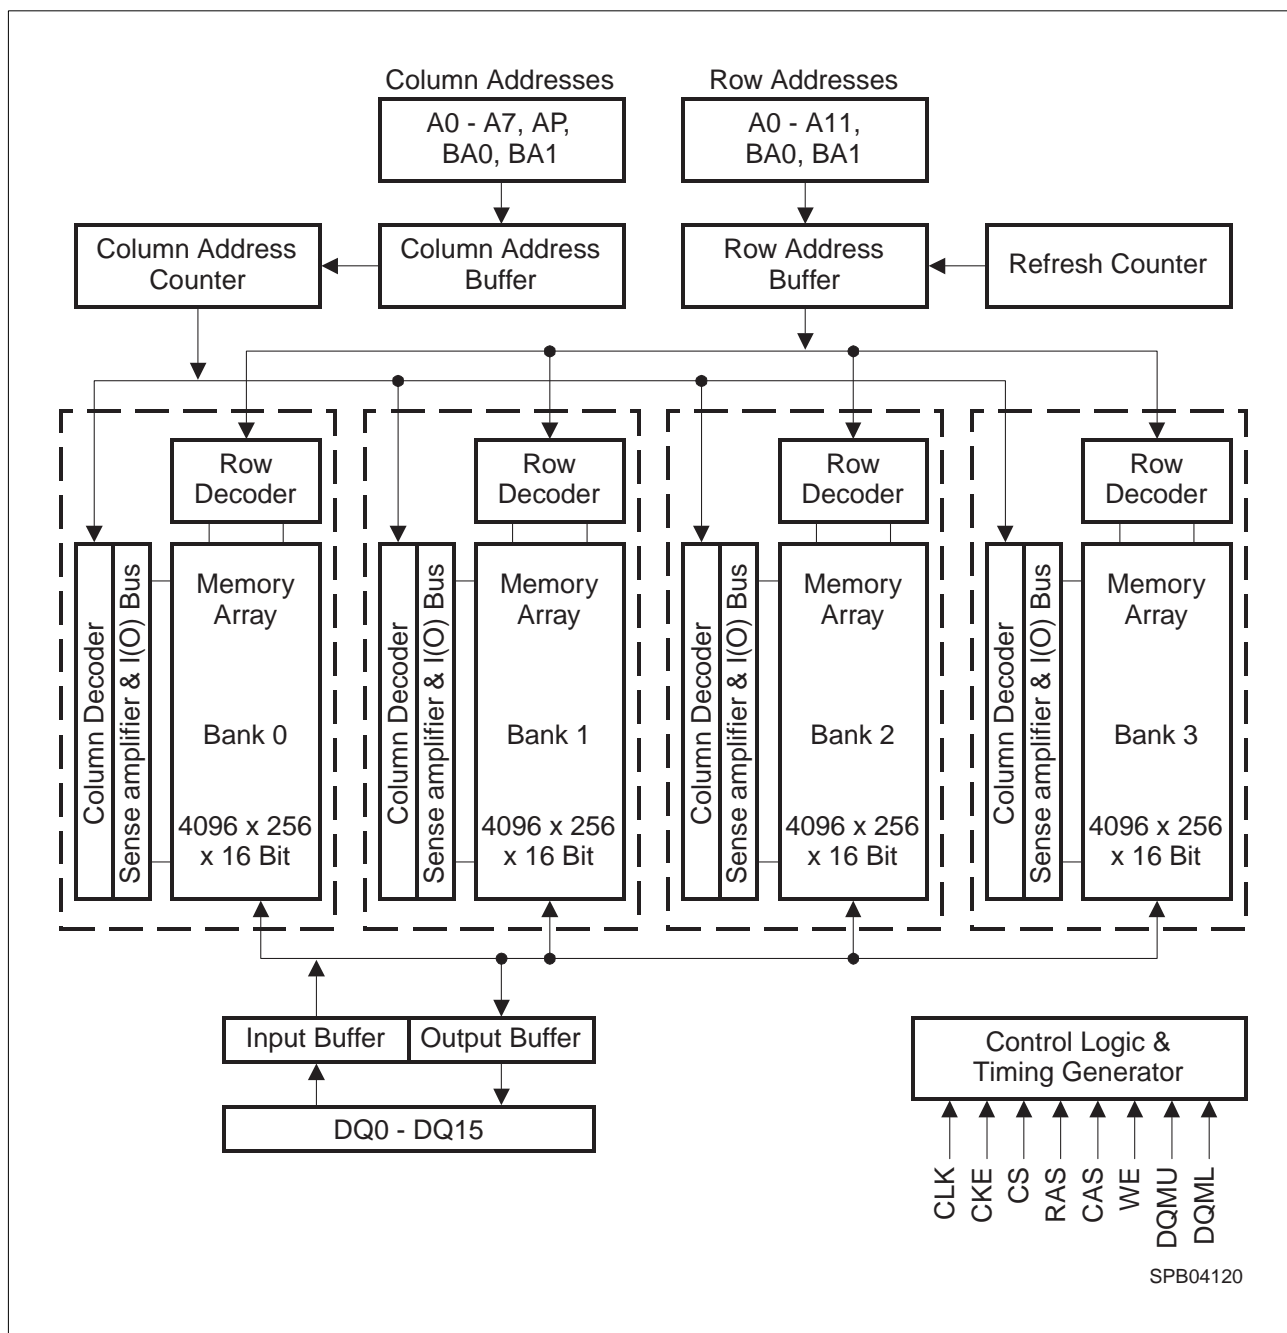 Column Addresses
Row Addresses
A0 - A7, AP,
BA0, BA1
A0 - A11,
BA0, BA1
Column Address
Counter
Column Address
Buffer
Row Address
Buffer
Refresh Counter
Row
Decoder
Row
Decoder
Row
Decoder
Row
Decoder
Column Decoder
Sense amplifier & I(O) Bus
Memory
Array
Bank 0
4096 x 256
x 16 Bit
Column Decoder
Sense amplifier & I(O) Bus
Memory
Array
Bank 1
4096 x 256
x 16 Bit
Column Decoder
Sense amplifier & I(O) Bus
Memory
Array
Bank 2
4096 x 256
x 16 Bit
Column Decoder
Sense amplifier & I(O) Bus
Memory
Array
Bank 3
4096 x 256
x 16 Bit
Input Buffer
Output Buffer
DQ0 - DQ15
Control Logic &
Timing Generator
CLK
CKE
CS
RAS
CAS
WE
DQMU
DQML
SPB04120